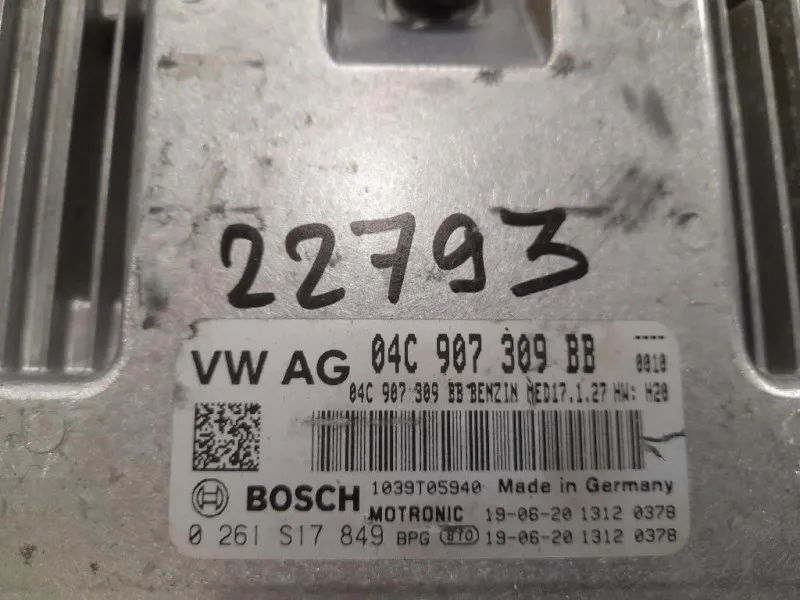 22793
VW AG 04C 907 309 BB ----
0010
04C 907 309 BB BENZIN MED17.1.27 HW: H20
BOSCH 1039T05940 Made in Germany
MOTRONIC 19-06-20 1312 0378
0 261 S17 849 BPG 19-06-20 1312 0378